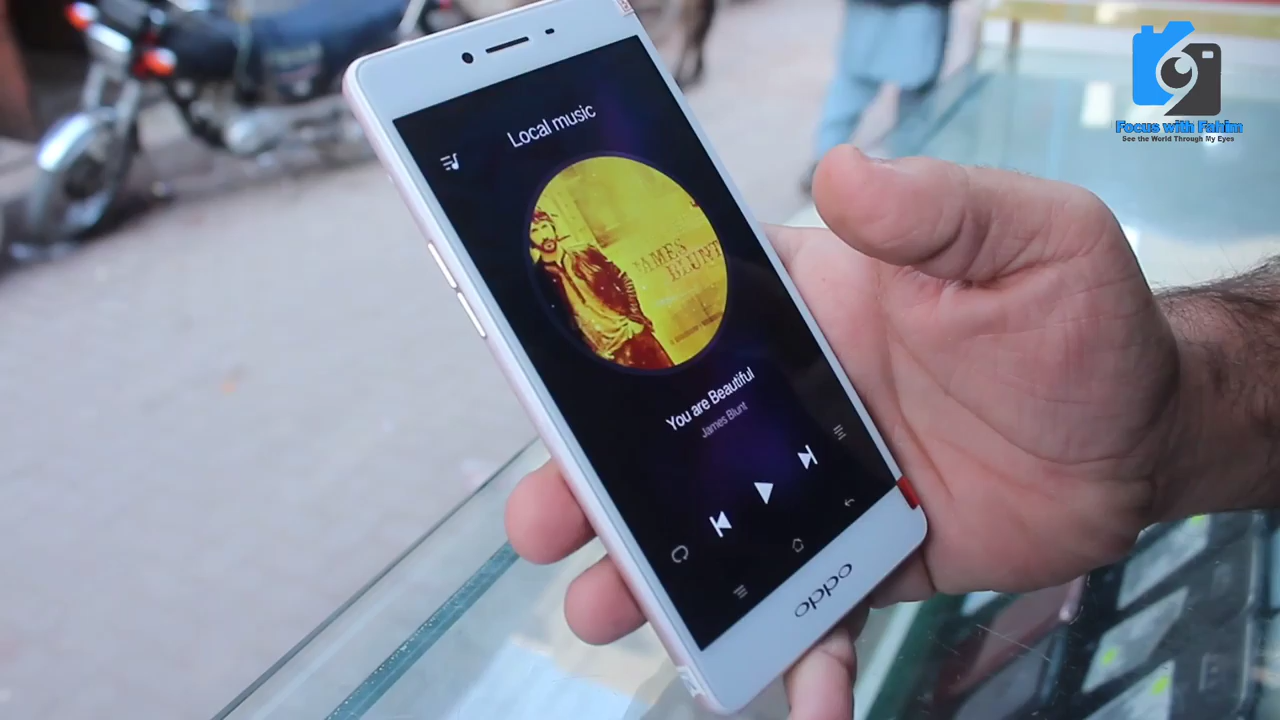 Focus with Fahim
See the World Through My Eyes
Local music
JAMES
BLUNT
You are Beautiful
James Blunt
oppo